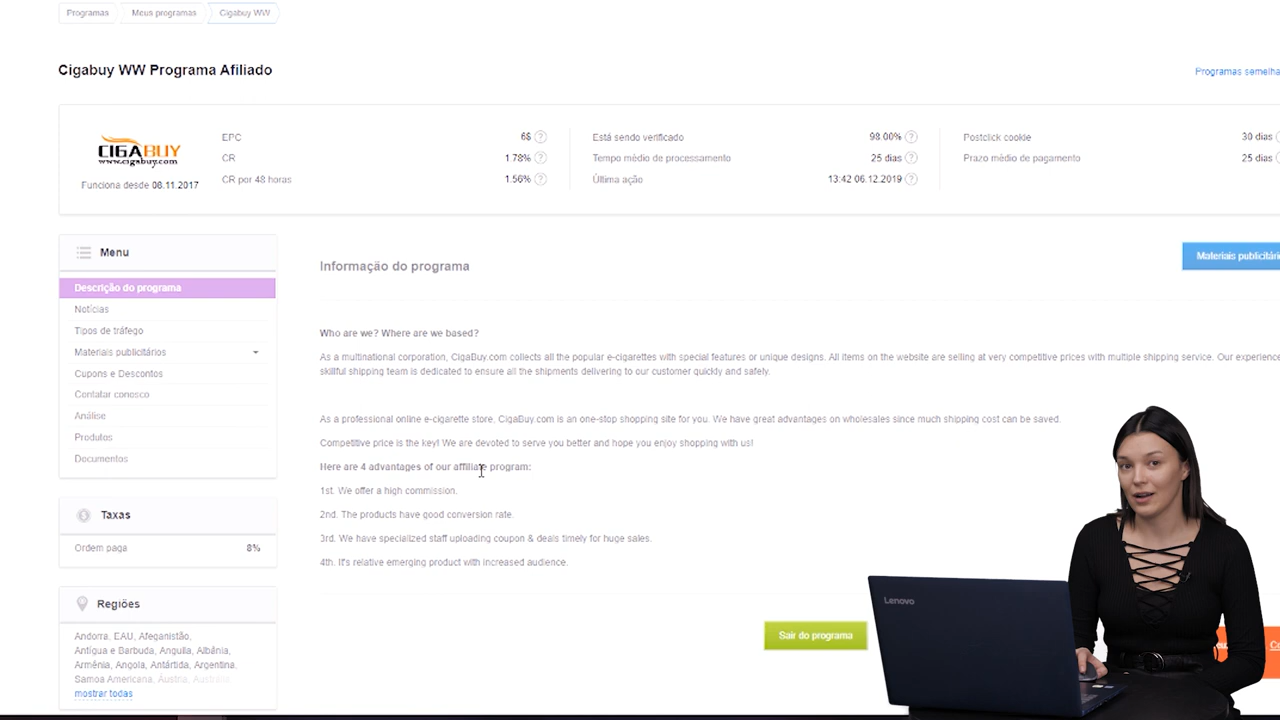 Programas
Meus programas
Cigabuy WW
Cigabuy WW Programa Afiliado
Programas semelha
CIGABUY
www.cigabuy.com
Funciona desde 08.11.2017
EPC 6$ ?
CR 1.78% ?
CR por 48 horas 1.56% ?
Está sendo verificado 98.00% ?
Tempo médio de processamento 25 dias ?
Última ação 13:42 06.12.2019 ?
Postclick cookie 30 dias
Prazo médio de pagamento 25 dias
Menu
Descrição do programa
Notícias
Tipos de tráfego
Materiais publicitários
Cupons e Descontos
Contatar conosco
Análise
Produtos
Documentos
Taxas
Ordem paga 8%
Regiões
Andorra, EAU, Afeganistão,
Antígua e Barbuda, Anguila, Albânia,
Armênia, Angola, Antártida, Argentina,
Samoa Americana, Áustria, Austrália
mostrar todas
Informação do programa
Materiais publicitári
Who are we? Where are we based?
As a multinational corporation, CigaBuy.com collects all the popular e-cigarettes with special features or unique designs. All items on the website are selling at very competitive prices with multiple shipping service. Our experience
skillful shipping team is dedicated to ensure all the shipments delivering to our customer quickly and safely.
As a professional online e-cigarette store, CigaBuy.com is an one-stop shopping site for you. We have great advantages on wholesales since much shipping cost can be saved.
Competitive price is the key! We are devoted to serve you better and hope you enjoy shopping with us!
Here are 4 advantages of our affiliate program:
1st. We offer a high commission.
2nd. The products have good conversion rate.
3rd. We have specialized staff uploading coupon & deals timely for huge sales.
4th. It's relative emerging product with increased audience.
Sair do programa
Lenovo